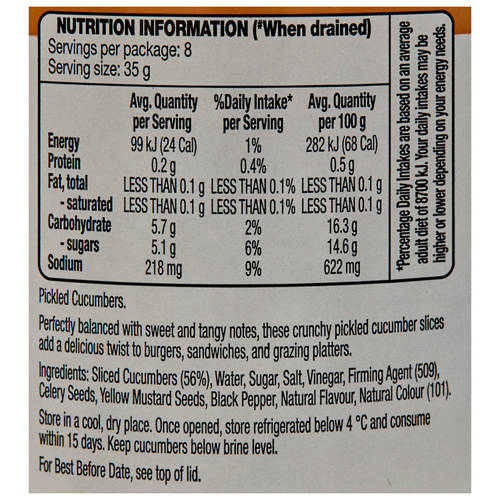 NUTRITION INFORMATION (#When drained)
Servings per package: 8
Serving size: 35 g
Avg. Quantity per Serving %Daily Intake* per Serving Avg. Quantity per 100 g
Energy 99 kJ (24 Cal) 1% 282 kJ (68 Cal)
Protein 0.2 g 0.4% 0.5 g
Fat, total LESS THAN 0.1 g LESS THAN 0.1% LESS THAN 0.1 g
- saturated LESS THAN 0.1 g LESS THAN 0.1% LESS THAN 0.1 g
Carbohydrate 5.7 g 2% 16.3 g
- sugars 5.1 g 6% 14.6 g
Sodium 218 mg 9% 622 mg
*Percentage Daily Intakes are based on an average
adult diet of 8700 kJ. Your daily intakes may be
higher or lower depending on your energy needs.
Pickled Cucumbers.
Perfectly balanced with sweet and tangy notes, these crunchy pickled cucumber slices
add a delicious twist to burgers, sandwiches, and grazing platters.
Ingredients: Sliced Cucumbers (56%), Water, Sugar, Salt, Vinegar, Firming Agent (509),
Celery Seeds, Yellow Mustard Seeds, Black Pepper, Natural Flavour, Natural Colour (101).
Store in a cool, dry place. Once opened, store refrigerated below 4 °C and consume
within 15 days. Keep cucumbers below brine level.
For Best Before Date, see top of lid.